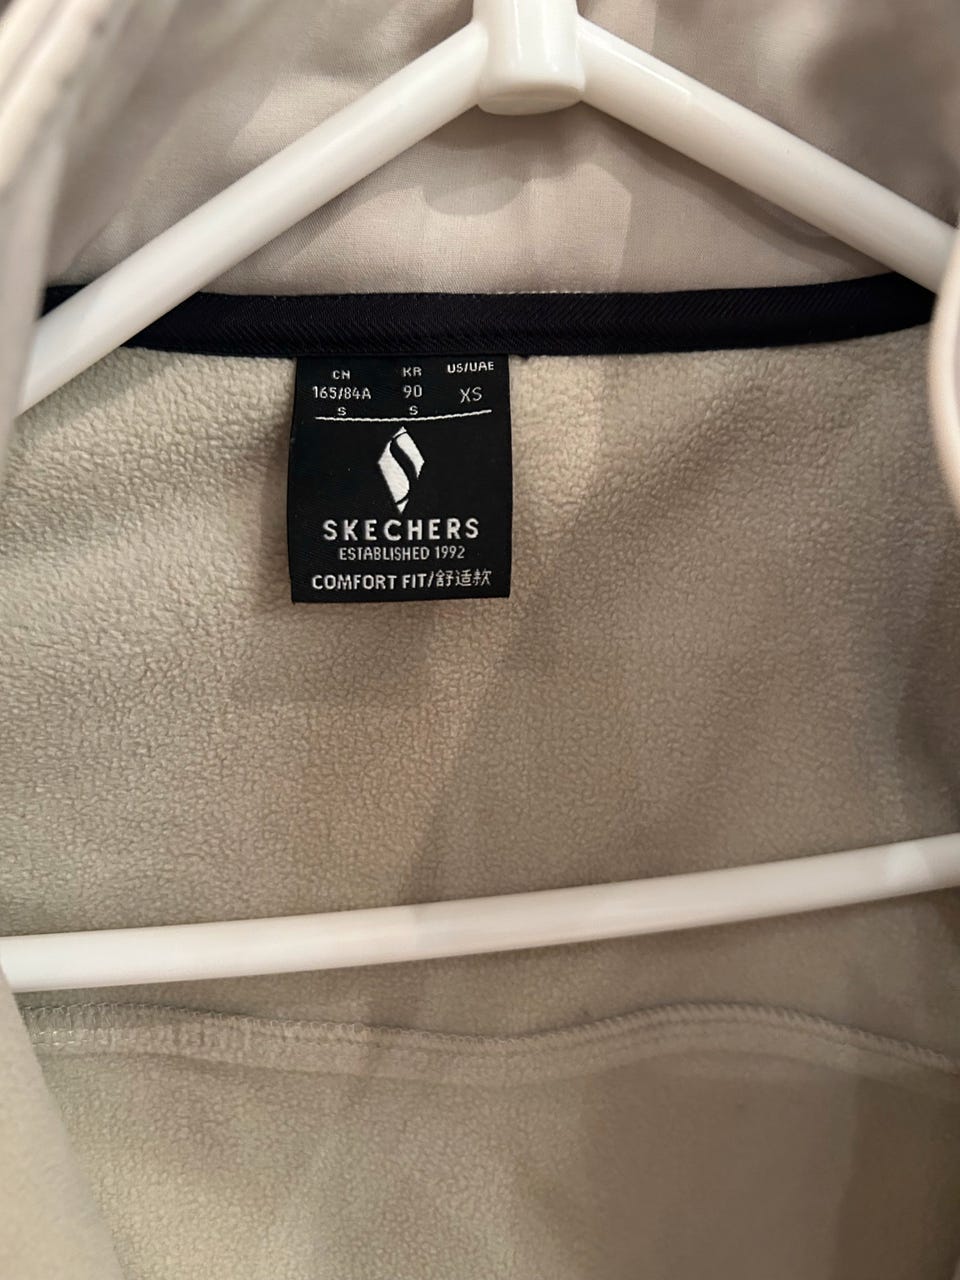 CN KR US/UAE
165/84A 90 XS
S S
SKECHERS
ESTABLISHED 1992
COMFORT FIT/舒适款